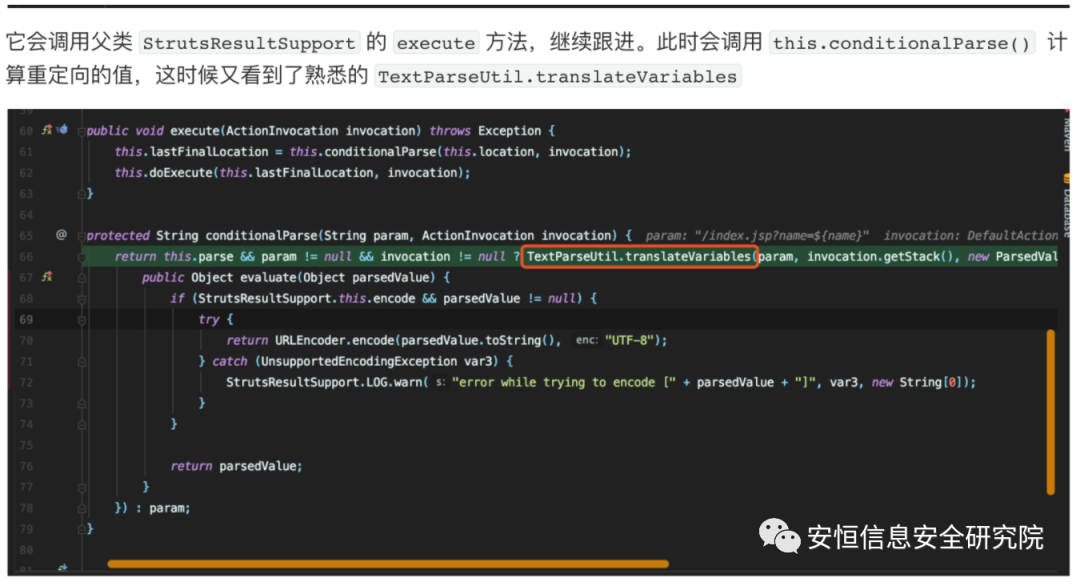 它会调用父类 StrutsResultSupport 的 execute 方法，继续跟进。此时会调用 this.conditionalParse() 计
算重定向的值，这时候又看到了熟悉的 TextParseUtil.translateVariables
60 public void execute(ActionInvocation invocation) throws Exception {
61 this.lastFinalLocation = this.conditionalParse(this.location, invocation);
62 this.doExecute(this.lastFinalLocation, invocation);
63 }
64
65 @ protected String conditionalParse(String param, ActionInvocation invocation) { param: "/index.jsp?name=${name}" invocation: DefaultAction
66 return this.parse && param != null && invocation != null ? TextParseUtil.translateVariables(param, invocation.getStack(), new ParsedVal
67 public Object evaluate(Object parsedValue) {
68 if (StrutsResultSupport.this.encode && parsedValue != null) {
69 try {
70 return URLEncoder.encode(parsedValue.toString(), enc: "UTF-8");
71 } catch (UnsupportedEncodingException var3) {
72 StrutsResultSupport.LOG.warn( s: "error while trying to encode [" + parsedValue + "]", var3, new String[0]);
73 }
74 }
75
76 return parsedValue;
77 }
78 }) : param;
79 }
80
Maven
Database
安恒信息安全研究院